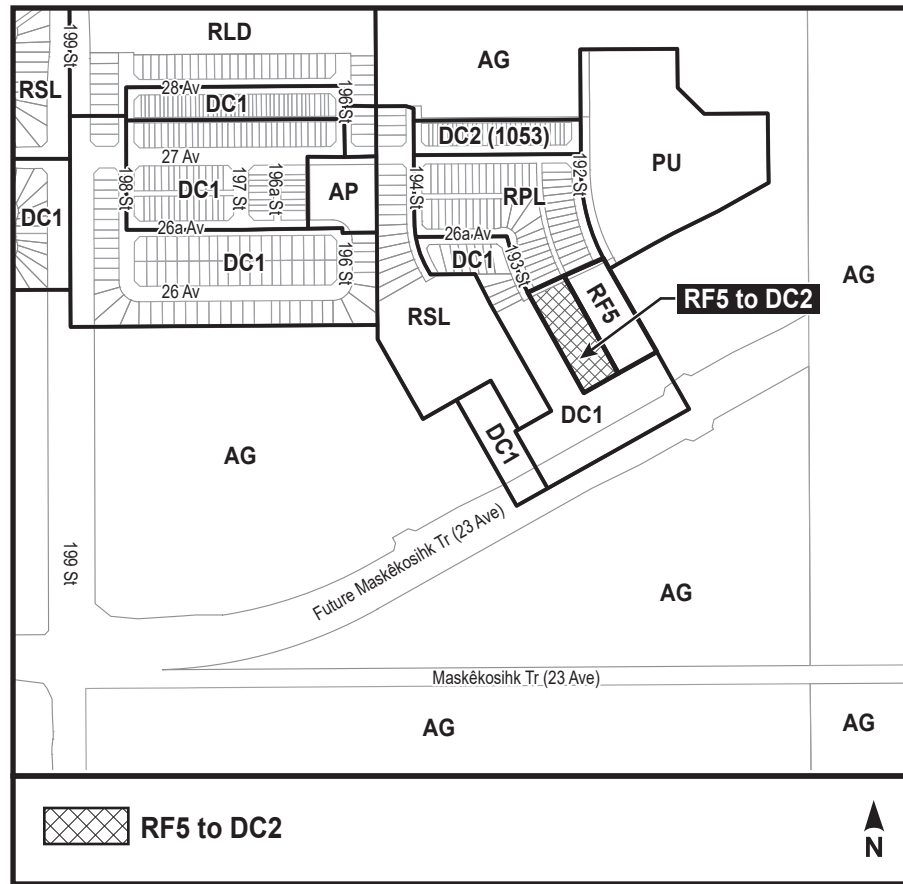 RLD
199 St
AG
RSL
28 Av
196 St
DC1
DC2 (1053)
27 Av
PU
192 St
DC1
198 St
DC1
197 St
196a St
AP
194 St
RPL
26a Av
26a Av
DC1
196 St
DC1
193 St
AG
26 Av
RSL
RF5
RF5 to DC2
DC1
DC1
AG
Future Maskêkosihk Tr (23 Ave)
199 St
AG
Maskêkosihk Tr (23 Ave)
AG
AG
RF5 to DC2
N